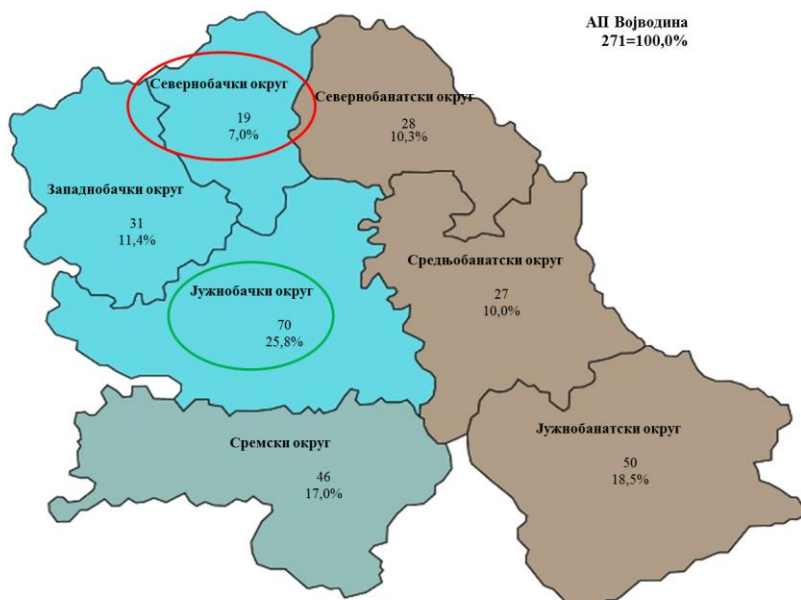 АП Војводина
271=100,0%
Севернобачки округ
19
7,0%
Севернобанатски округ
28
10,3%
Западнобачки округ
31
11,4%
Средњобанатски округ
27
10,0%
Јужнобачки округ
70
25,8%
Јужнобанатски округ
50
18,5%
Сремски округ
46
17,0%